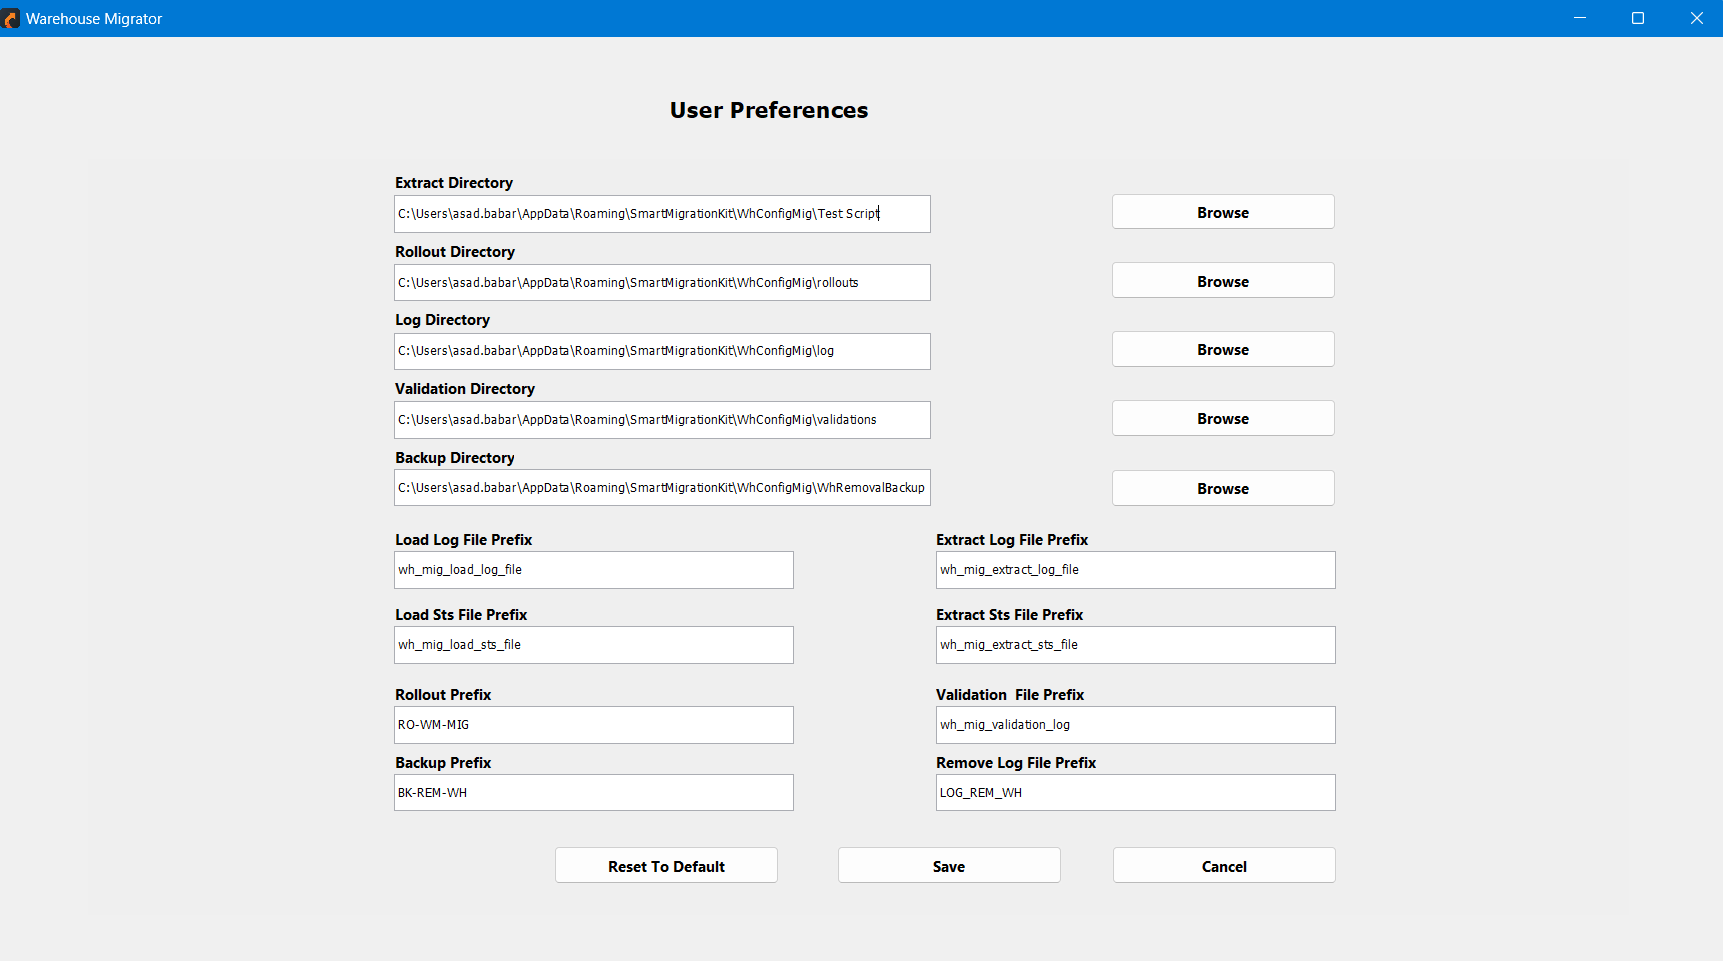 Warehouse Migrator
User Preferences
Extract Directory
C:\Users\asad.babar\AppData\Roaming\SmartMigrationKit\WhConfigMig\Test Script
Browse
Rollout Directory
C:\Users\asad.babar\AppData\Roaming\SmartMigrationKit\WhConfigMig\rollouts
Browse
Log Directory
C:\Users\asad.babar\AppData\Roaming\SmartMigrationKit\WhConfigMig\log
Browse
Validation Directory
C:\Users\asad.babar\AppData\Roaming\SmartMigrationKit\WhConfigMig\validations
Browse
Backup Directory
C:\Users\asad.babar\AppData\Roaming\SmartMigrationKit\WhConfigMig\WhRemovalBackup
Browse
Load Log File Prefix
wh_mig_load_log_file
Extract Log File Prefix
wh_mig_extract_log_file
Load Sts File Prefix
wh_mig_load_sts_file
Extract Sts File Prefix
wh_mig_extract_sts_file
Rollout Prefix
RO-WM-MIG
Validation  File Prefix
wh_mig_validation_log
Backup Prefix
BK-REM-WH
Remove Log File Prefix
LOG_REM_WH
Reset To Default
Save
Cancel